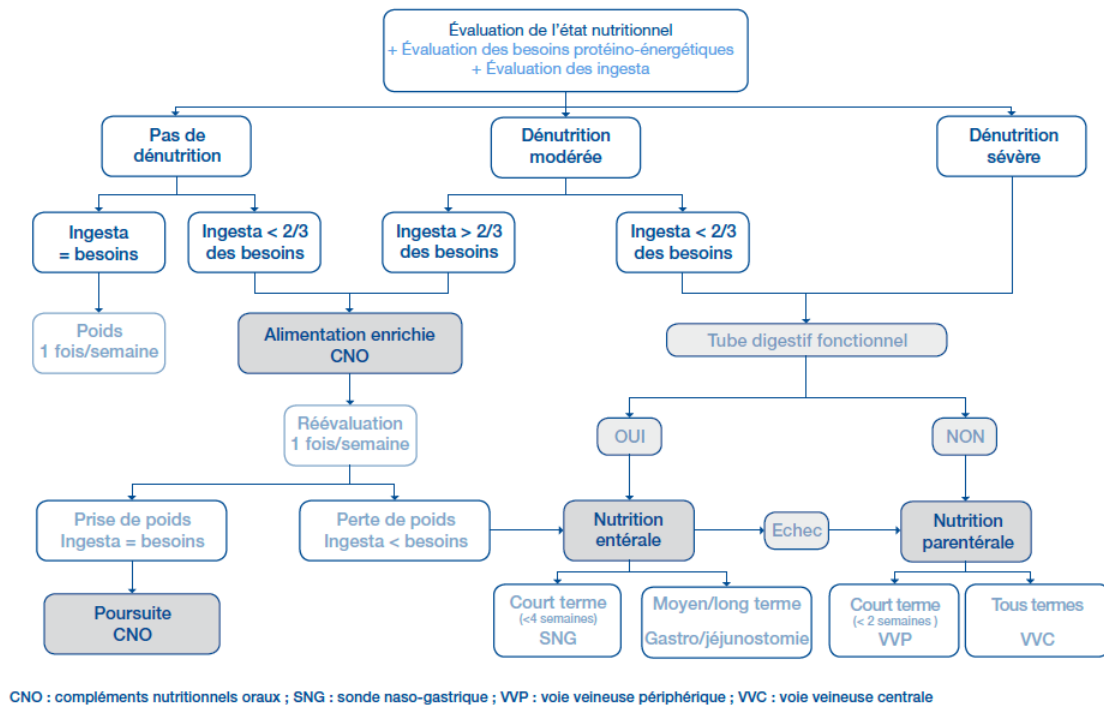 Évaluation de l'état nutritionnel
+ Évaluation des besoins protéino-énergétiques
+ Évaluation des ingesta
Pas de
dénutrition
Dénutrition
modérée
Dénutrition
sévère
Ingesta
= besoins
Ingesta < 2/3
des besoins
Ingesta > 2/3
des besoins
Ingesta < 2/3
des besoins
Poids
1 fois/semaine
Alimentation enrichie
CNO
Tube digestif fonctionnel
Réévaluation
1 fois/semaine
OUI
NON
Prise de poids
Ingesta = besoins
Perte de poids
Ingesta < besoins
Nutrition
entérale
Echec
Nutrition
parentérale
Poursuite
CNO
Court terme
(<4 semaines)
SNG
Moyen/long terme
Gastro/jéjunostomie
Court terme
(< 2 semaines )
VVP
Tous termes
VVC
CNO : compléments nutritionnels oraux ; SNG : sonde naso-gastrique ; VVP : voie veineuse périphérique ; VVC : voie veineuse centrale